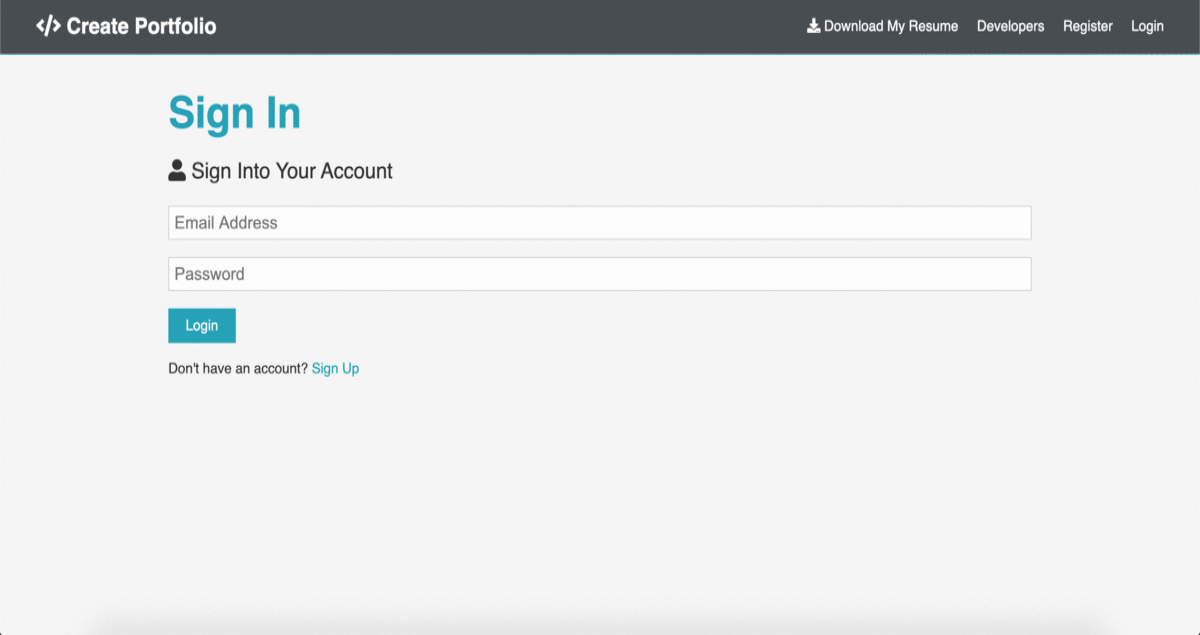 </> Create Portfolio
Download My Resume Developers Register Login
Sign In
Sign Into Your Account
Email Address
Password
Login
Don't have an account? Sign Up